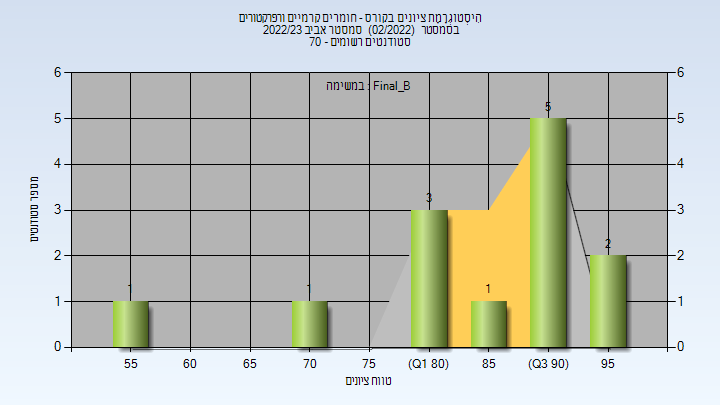 היסטוגרמת ציונים בקורס - חומרים קרמיים ורפרקטורים
בסמסטר (02/2022) סמסטר אביב 2022/23
סטודנטים רשומים - 70
במשימה : Final_B
6 6
5 5 5
4 4
3 3 3
2 2 2
1 1 1 1 1
0 0
מספר סטודנטים
55 60 65 70 75 (Q1 80) 85 (Q3 90) 95
טווח ציונים